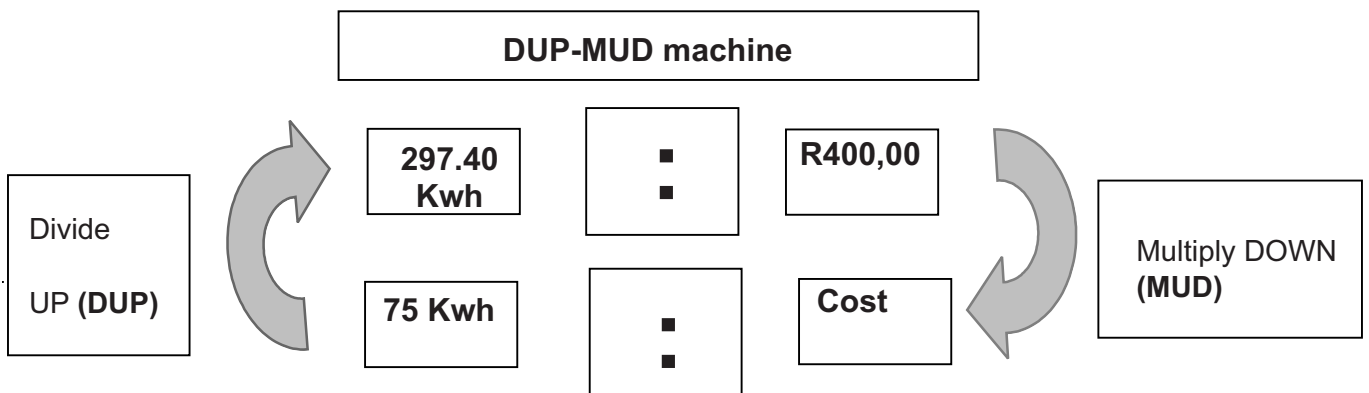 DUP-MUD machine
297.40
Kwh
:
R400,00
Divide
UP (DUP)
Multiply DOWN
(MUD)
75 Kwh
:
Cost